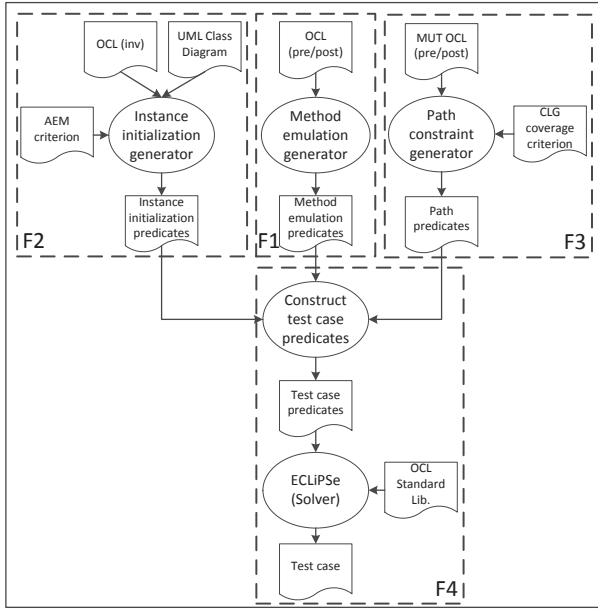 OCL (inv)
UML Class
Diagram
AEM
criterion
Instance
initialization
generator
Instance
initialization
predicates
F2
OCL
(pre/post)
Method
emulation
generator
Method
emulation
predicates
F1
MUT OCL
(pre/post)
Path
constraint
generator
CLG
coverage
criterion
Path
predicates
F3
Construct
test case
predicates
Test case
predicates
ECLiPSe
(Solver)
OCL
Standard
Lib.
Test case
F4